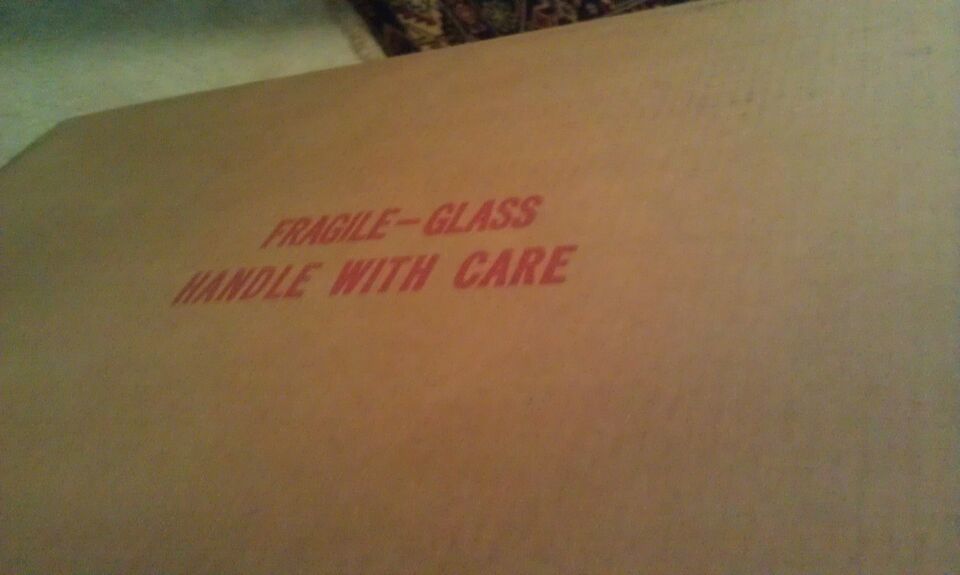 FRAGILE-GLASS
HANDLE WITH CARE